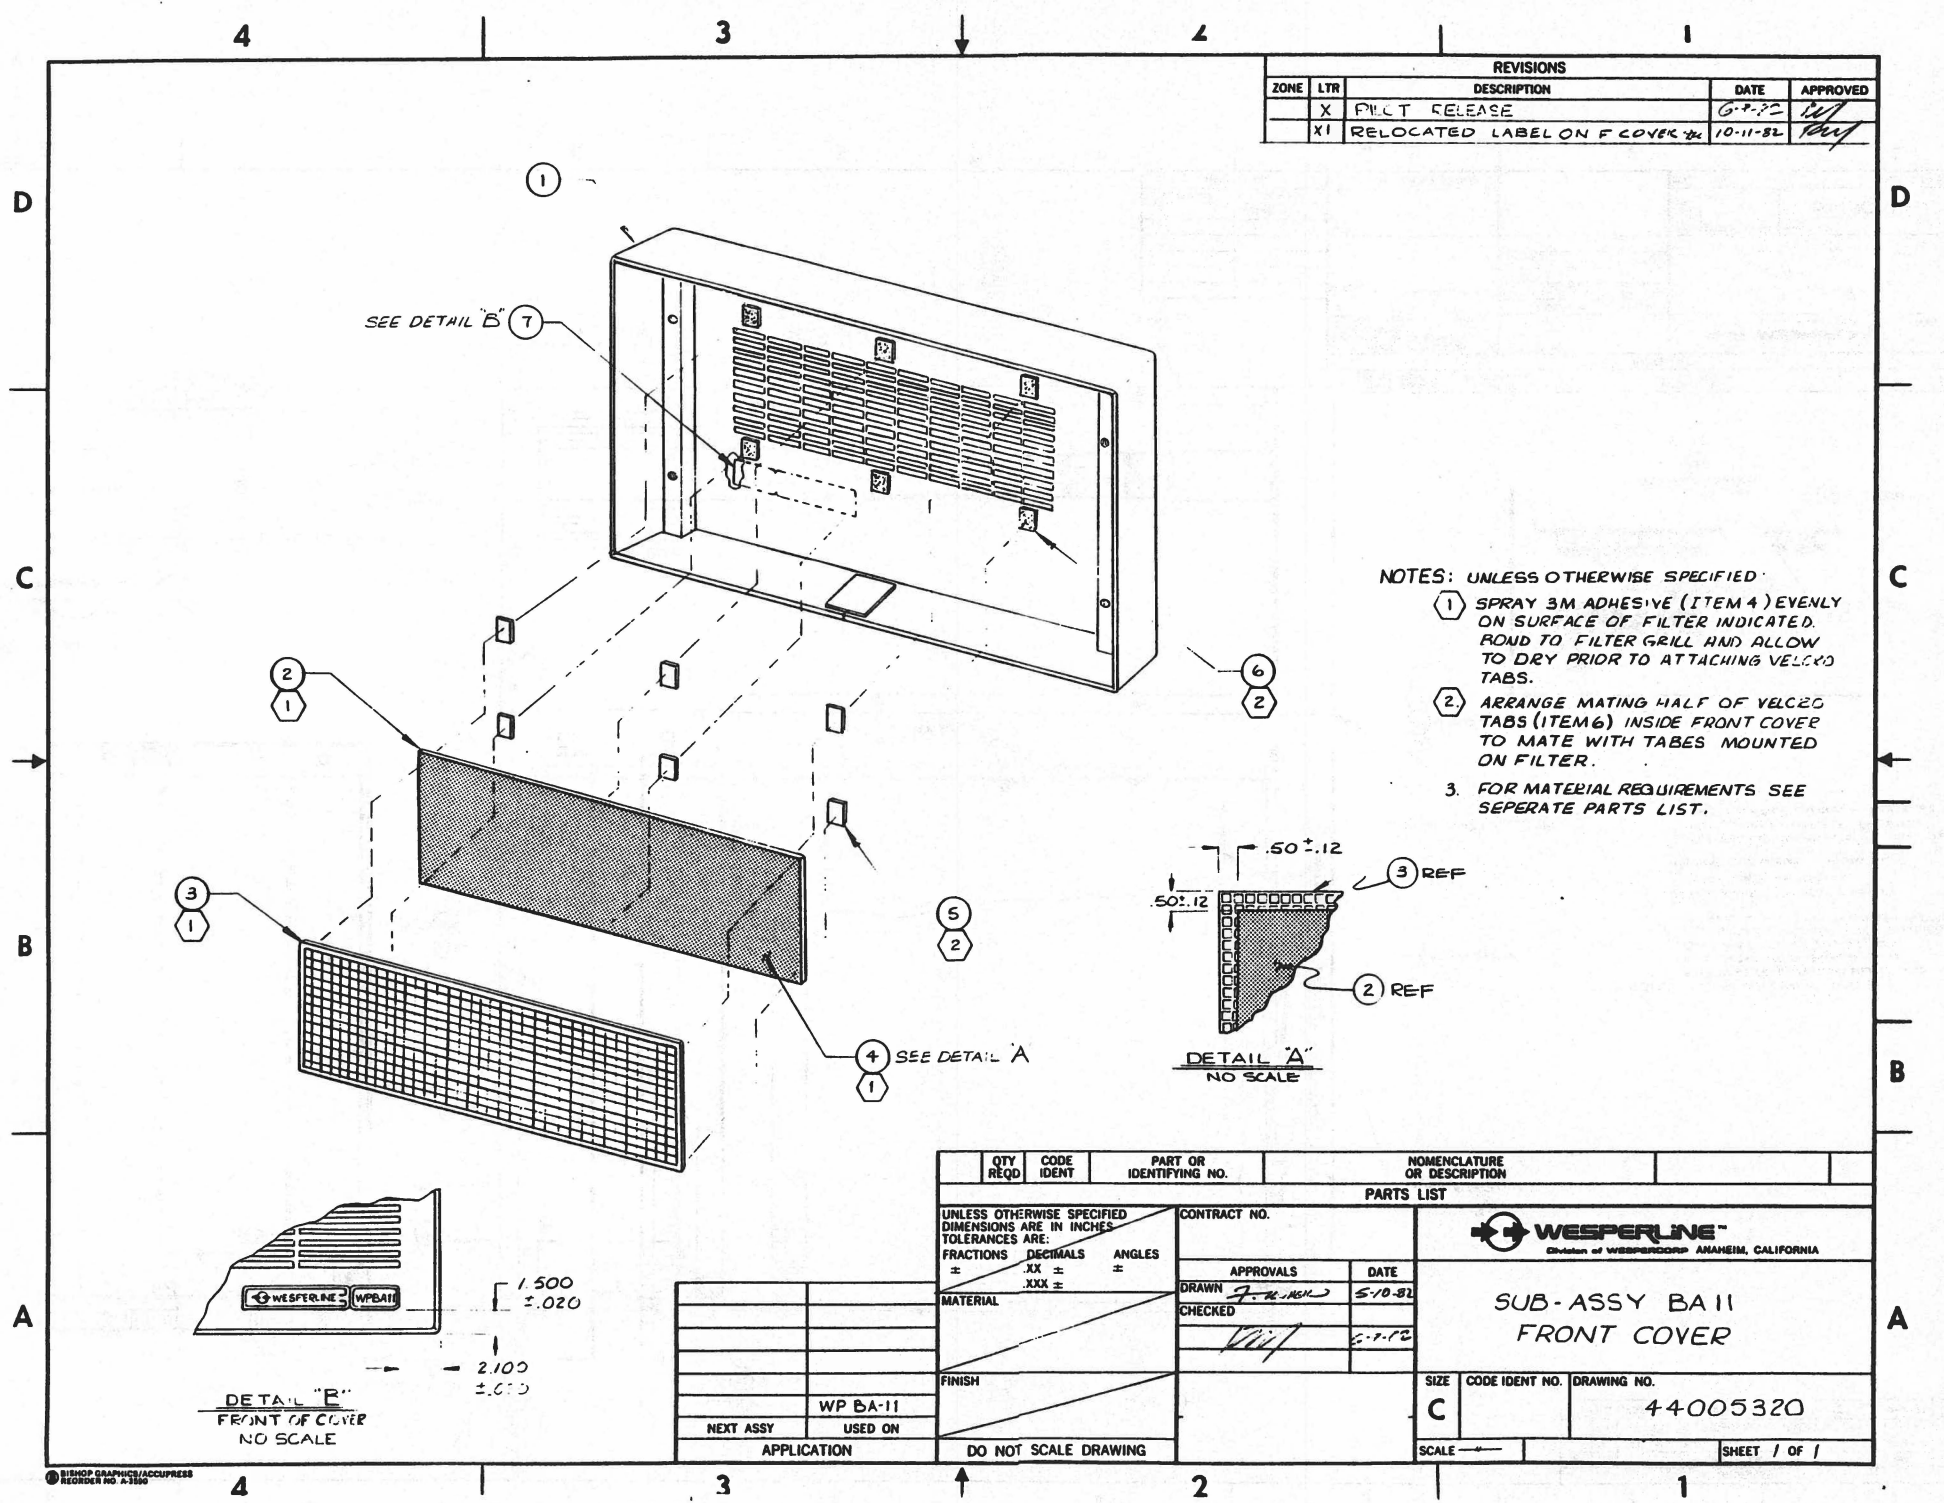 4 3 2 1
REVISIONS
ZONE LTR DESCRIPTION DATE APPROVED
X PILOT RELEASE
X1 RELOCATED LABEL ON F COVER 10-11-82
D D
1
SEE DETAIL "B" 7
C C
NOTES: UNLESS OTHERWISE SPECIFIED
1 SPRAY 3M ADHESIVE (ITEM 4) EVENLY
ON SURFACE OF FILTER INDICATED.
BOND TO FILTER GRILL AND ALLOW
TO DRY PRIOR TO ATTACHING VELCRO
TABS.
2. ARRANGE MATING HALF OF VELCRO
TABS (ITEM 6) INSIDE FRONT COVER
TO MATE WITH TABES MOUNTED
ON FILTER.
3. FOR MATERIAL REQUIREMENTS SEE
SEPERATE PARTS LIST.
2
1
6
2
3
1
5
2
4 SEE DETAIL "A"
1
.50 ±.12
.50±.12
3 REF
2 REF
DETAIL "A"
NO SCALE
B B
WESPERLINE WPBA11
1.500
±.020
2.100
DETAIL "B"
FRONT OF COVER
NO SCALE
A A
QTY REQD CODE IDENT PART OR IDENTIFYING NO. NOMENCLATURE OR DESCRIPTION
PARTS LIST
UNLESS OTHERWISE SPECIFIED
DIMENSIONS ARE IN INCHES
TOLERANCES ARE:
FRACTIONS DECIMALS ANGLES
± .XX ± ±
.XXX ±
MATERIAL
FINISH
DO NOT SCALE DRAWING
CONTRACT NO.
APPROVALS DATE
DRAWN 5-10-82
CHECKED
WESPERLINE™
Division of WESPERCORP ANAHEIM, CALIFORNIA
SUB-ASSY BA11
FRONT COVER
SIZE CODE IDENT NO. DRAWING NO.
C 44005320
SCALE SHEET 1 OF 1
WP BA-11
NEXT ASSY USED ON
APPLICATION
BISHOP GRAPHICS/ACCUPRESS
REORDER NO. A-3590
4 3 2 1